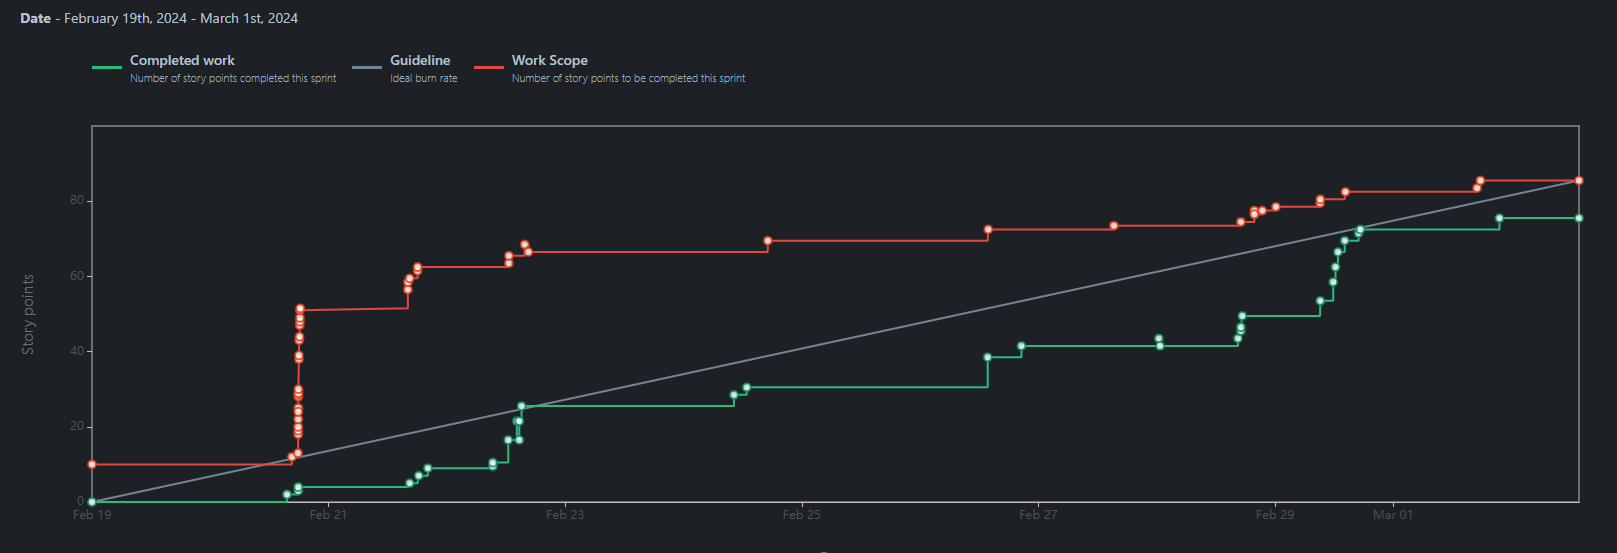 Date - February 19th, 2024 - March 1st, 2024
Completed work
Number of story points completed this sprint
Guideline
Ideal burn rate
Work Scope
Number of story points to be completed this sprint
Story points
80
60
40
20
0
Feb 19
Feb 21
Feb 23
Feb 25
Feb 27
Feb 29
Mar 01